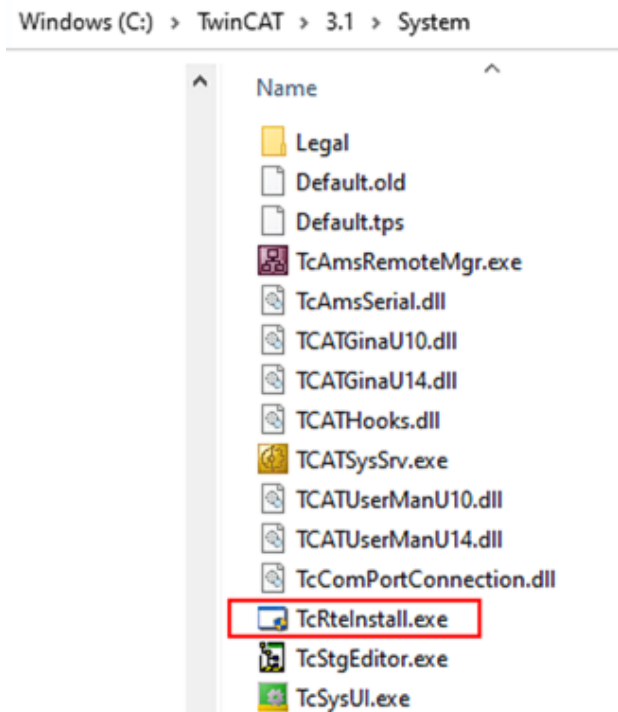 Windows (C:) > TwinCAT > 3.1 > System
Name
Legal
Default.old
Default.tps
TcAmsRemoteMgr.exe
TcAmsSerial.dll
TCATGinaU10.dll
TCATGinaU14.dll
TCATHooks.dll
TCATSysSrv.exe
TCATUserManU10.dll
TCATUserManU14.dll
TcComPortConnection.dll
TcRteInstall.exe
TcStgEditor.exe
TcSysUI.exe